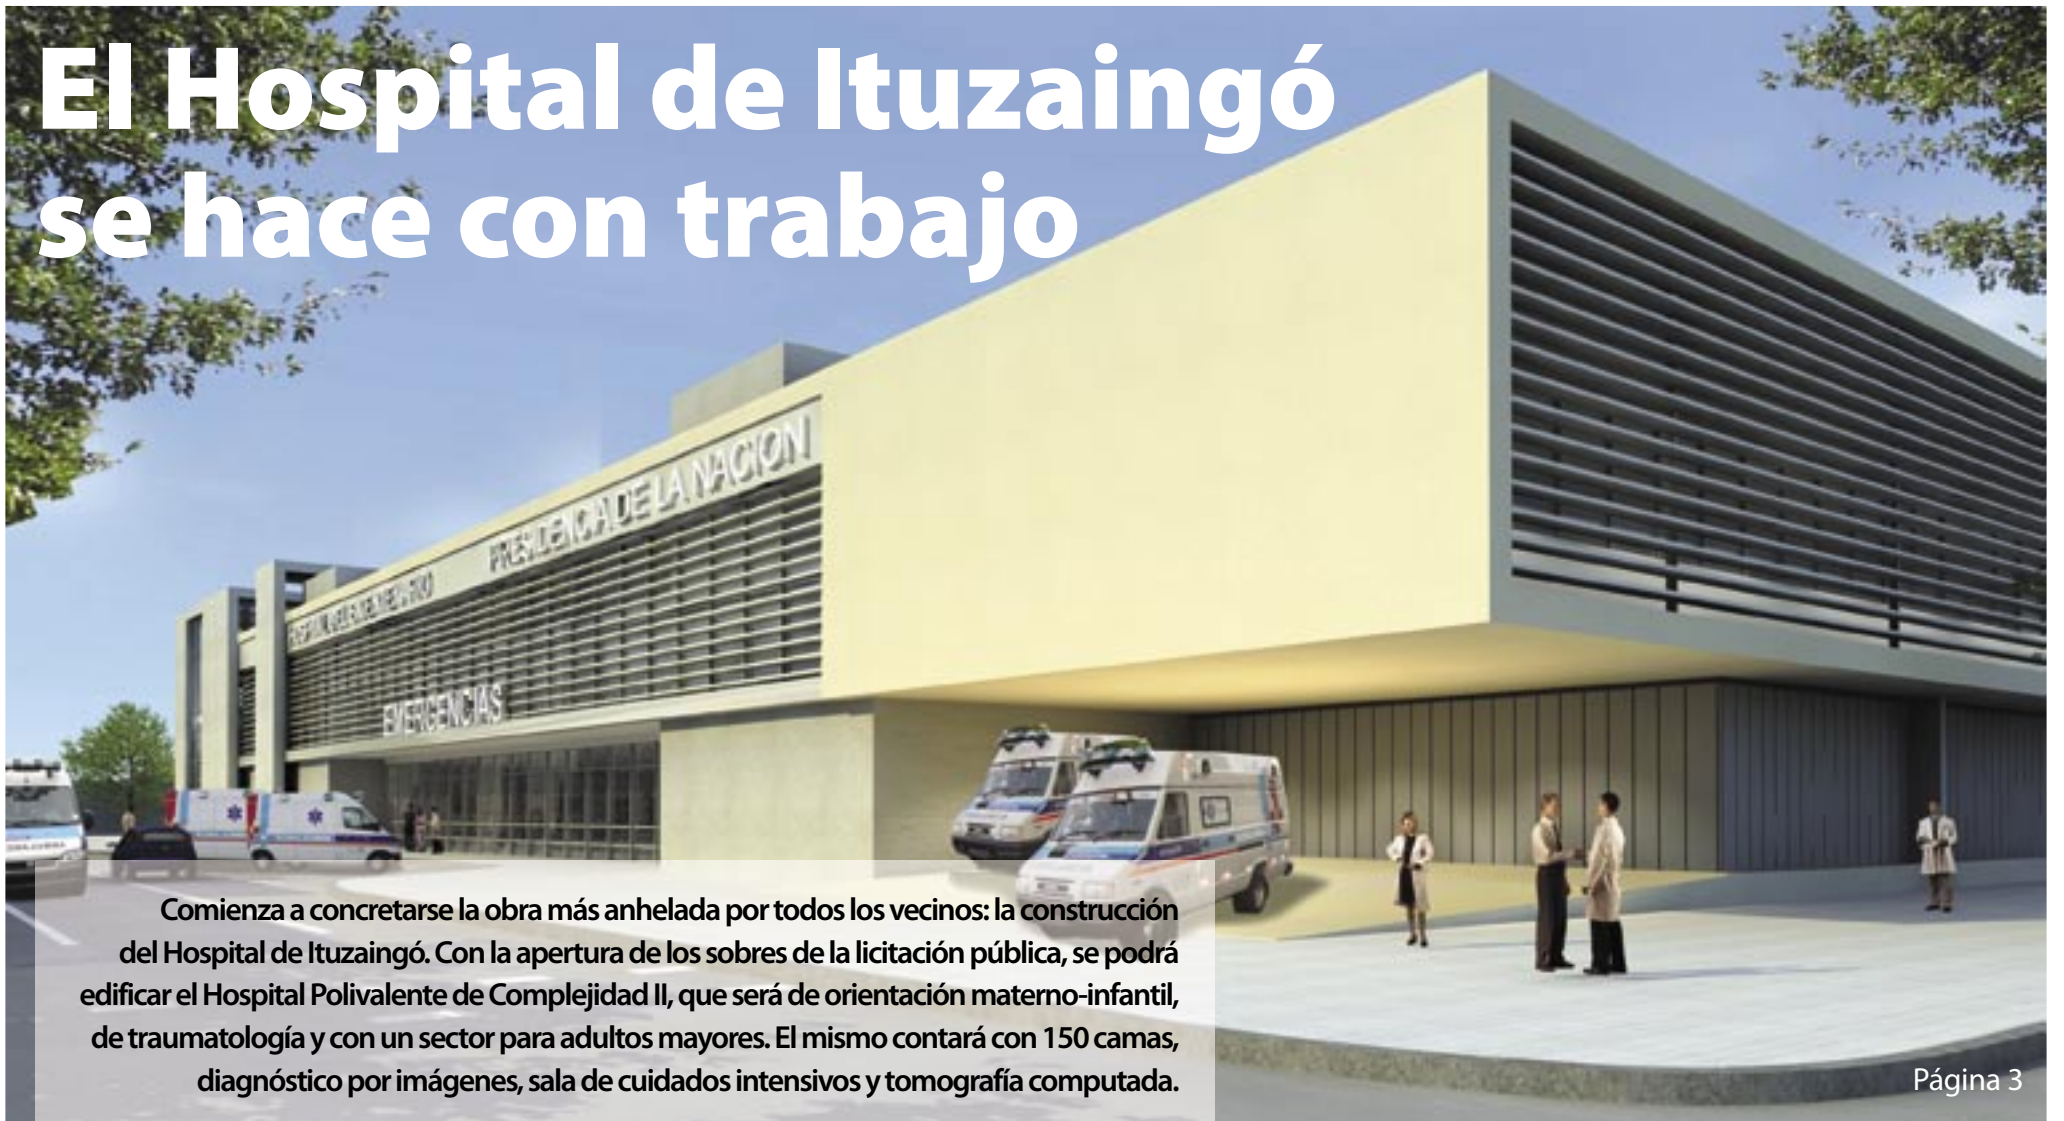 El Hospital de Ituzaingó
se hace con trabajo
PRESIDENCIA DE LA NACION
HOSPITAL DEL BICENTENARIO
EMERGENCIAS
Comienza a concretarse la obra más anhelada por todos los vecinos: la construcción
del Hospital de Ituzaingó. Con la apertura de los sobres de la licitación pública, se podrá
edificar el Hospital Polivalente de Complejidad II, que será de orientación materno-infantil,
de traumatología y con un sector para adultos mayores. El mismo contará con 150 camas,
diagnóstico por imágenes, sala de cuidados intensivos y tomografía computada.
Página 3